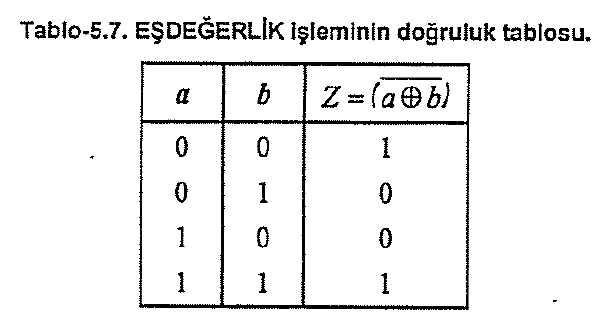 Tablo-5.7. EŞDEĞERLİK işleminin doğruluk tablosu.
a b Z = (a⊕b)̅
0 0 1
0 1 0
1 0 0
1 1 1